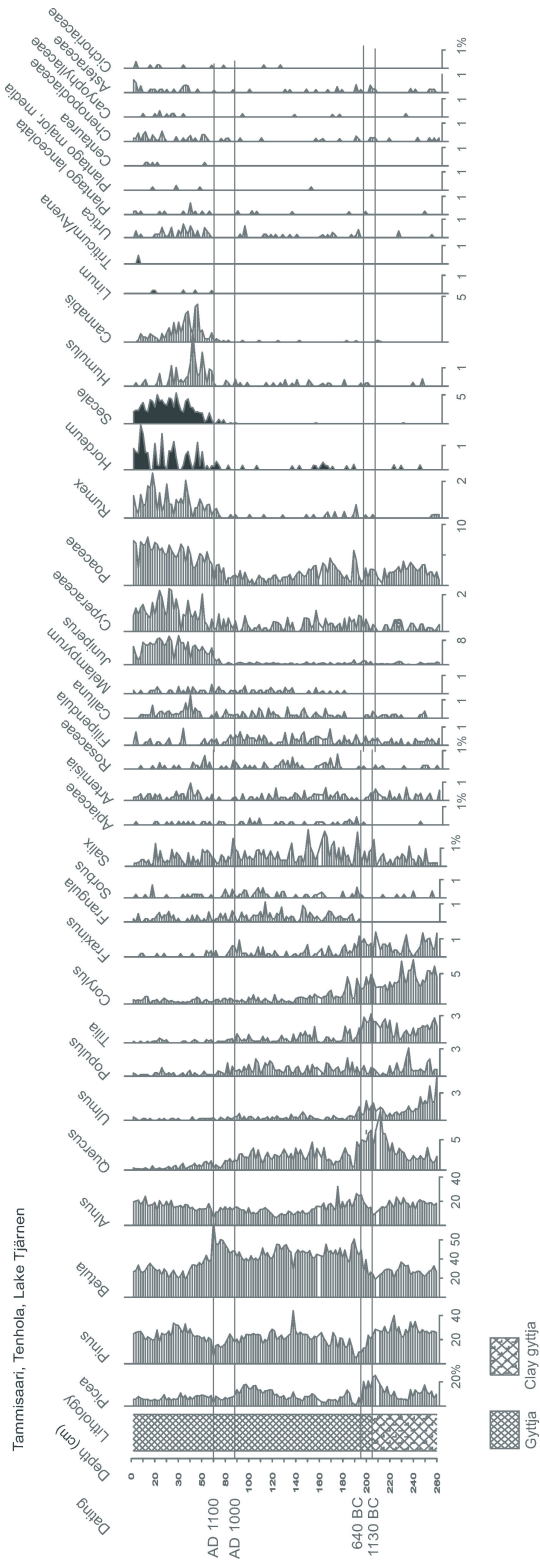 Tammisaari, Tenhola, Lake Tjärnen
Dating
Depth (cm)
Lithology
Picea
Pinus
Betula
Alnus
Quercus
Ulmus
Populus
Tilia
Corylus
Fraxinus
Frangula
Sorbus
Salix
Apiaceae
Artemisia
Rosaceae
Filipendula
Calluna
Melampyrum
Juniperus
Cyperaceae
Poaceae
Rumex
Hordeum
Secale
Humulus
Cannabis
Linum
Triticum/Avena
Urtica
Plantago lanceolata
Plantago major, media
Centaurea
Chenopodiaceae
Caryophyllaceae
Asteraceae
Cichoriaceae
0
20
30
50
80
100
120
140
160
180
200
220
240
260
AD 1100
AD 1000
640 BC
1130 BC
20%
20 40
20 40 50
20 40
5
3
3
3
5
1
1
1
1%
1%
1
1%
1%
1
1
1
8
2
10
2
1
5
1
5
1
1
1
1
1
1
1
1
1
1%
Gyttja
Clay gyttja